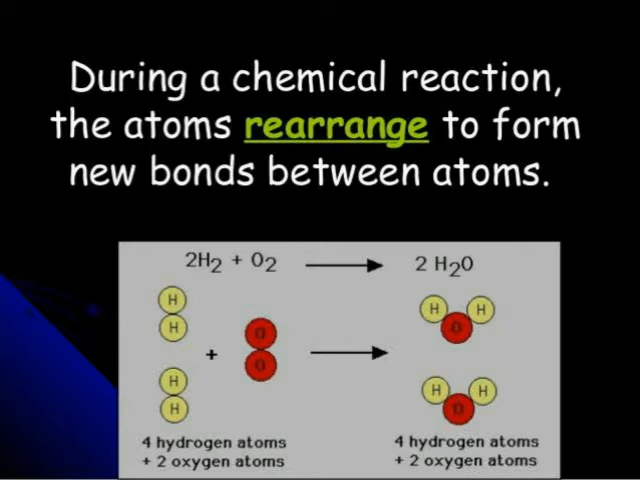 During a chemical reaction,
the atoms rearrange to form
new bonds between atoms.
2H2 + O2 → 2 H2O
H H O H
H + O → O
H H O H
H
4 hydrogen atoms 4 hydrogen atoms
+ 2 oxygen atoms + 2 oxygen atoms